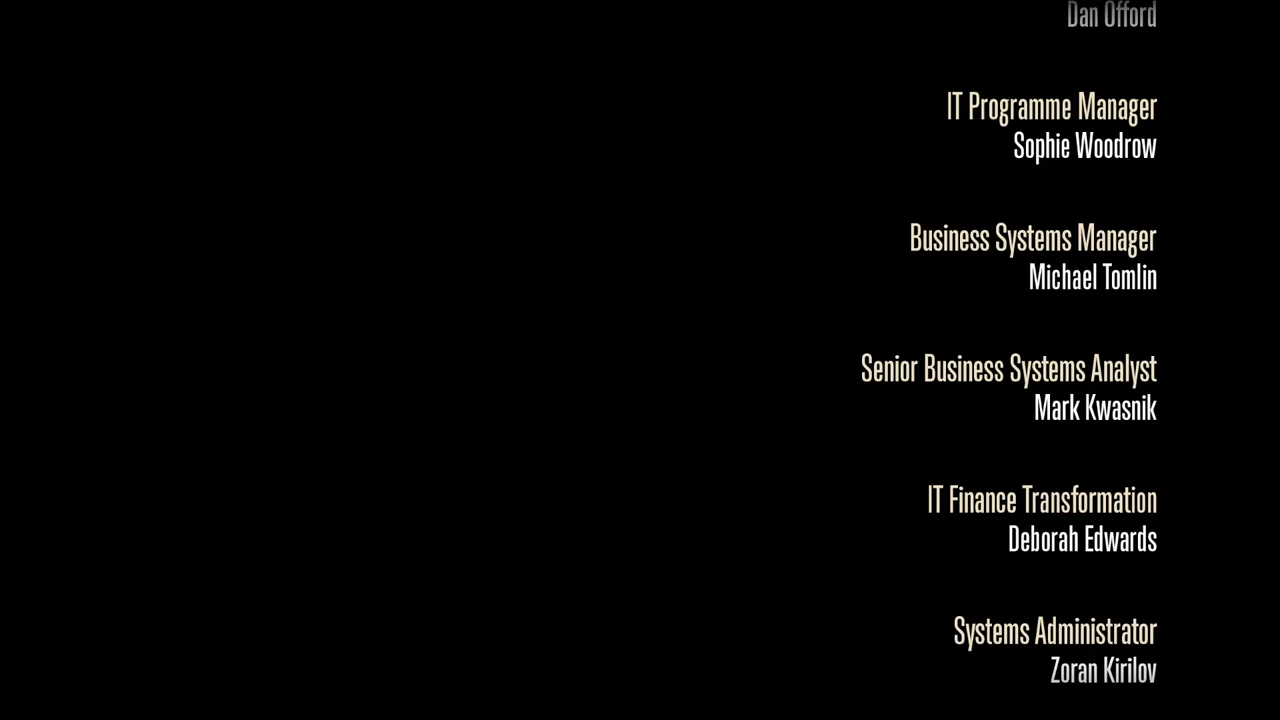 Dan Offord
IT Programme Manager
Sophie Woodrow
Business Systems Manager
Michael Tomlin
Senior Business Systems Analyst
Mark Kwasnik
IT Finance Transformation
Deborah Edwards
Systems Administrator
Zoran Kirilov